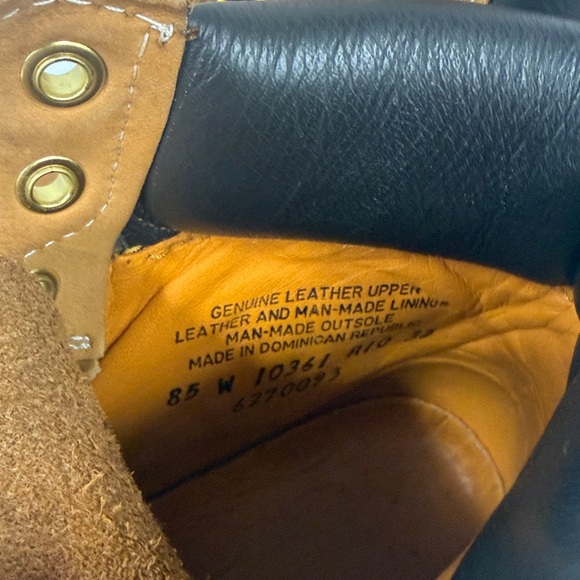 GENUINE LEATHER UPPER
LEATHER AND MAN-MADE LINING
MAN-MADE OUTSOLE
MADE IN DOMINICAN REPUBLIC
85 W 10361
6270093